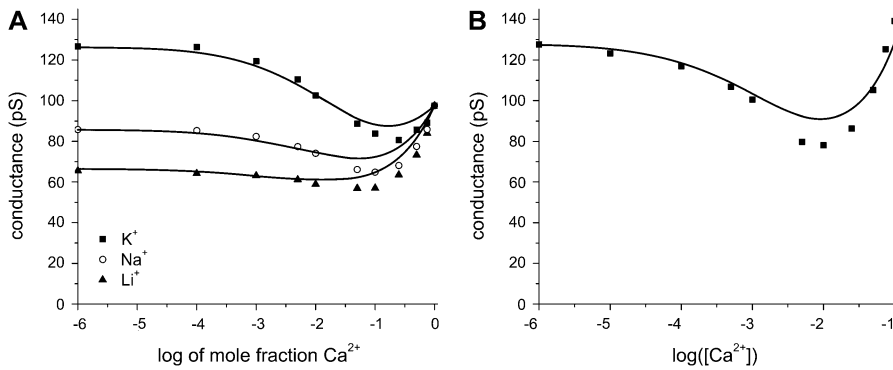 A
conductance (pS)
140
120
100
80
60
40
20
0
K⁺
Na⁺
Li⁺
-6 -5 -4 -3 -2 -1 0
log of mole fraction Ca²⁺
B
conductance (pS)
140
120
100
80
60
40
20
0
-6 -5 -4 -3 -2 -1
log([Ca²⁺])